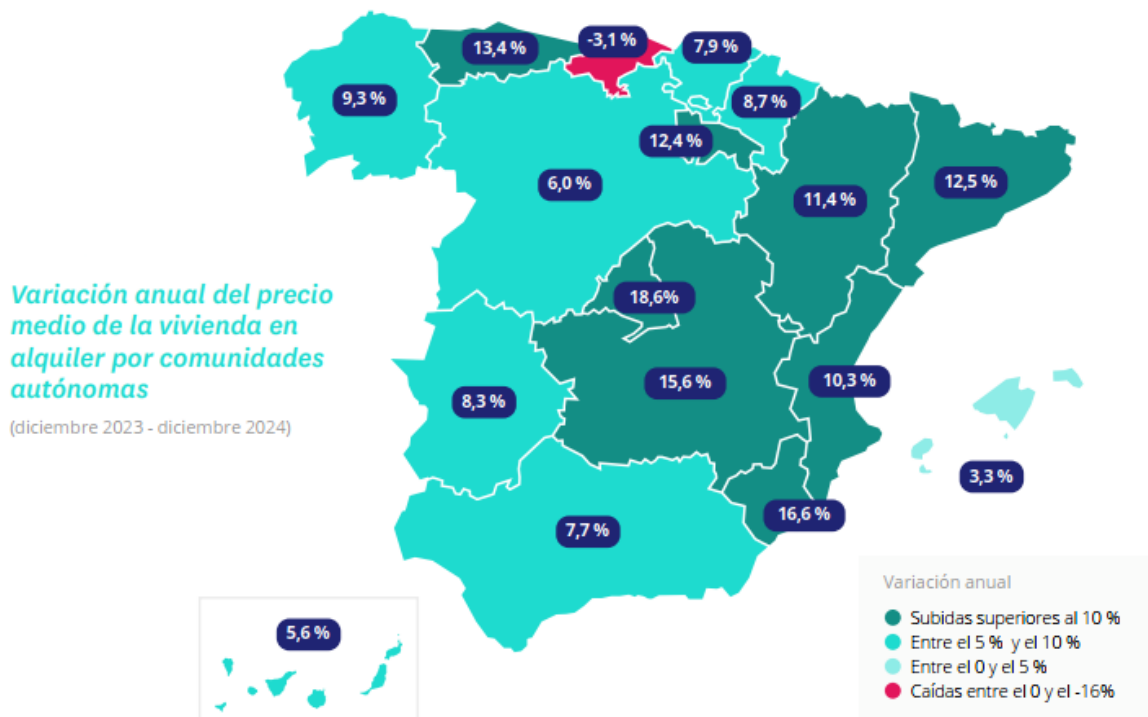 13,4 %
-3,1 %
7,9 %
9,3 %
8,7 %
12,4 %
6,0 %
12,5 %
11,4 %
18,6%
Variación anual del precio
medio de la vivienda en
alquiler por comunidades
autónomas
(diciembre 2023 - diciembre 2024)
15,6 %
10,3 %
8,3 %
3,3 %
16,6 %
7,7 %
5,6 %
Variación anual
Subidas superiores al 10 %
Entre el 5 % y el 10 %
Entre el 0 y el 5 %
Caídas entre el 0 y el -16%